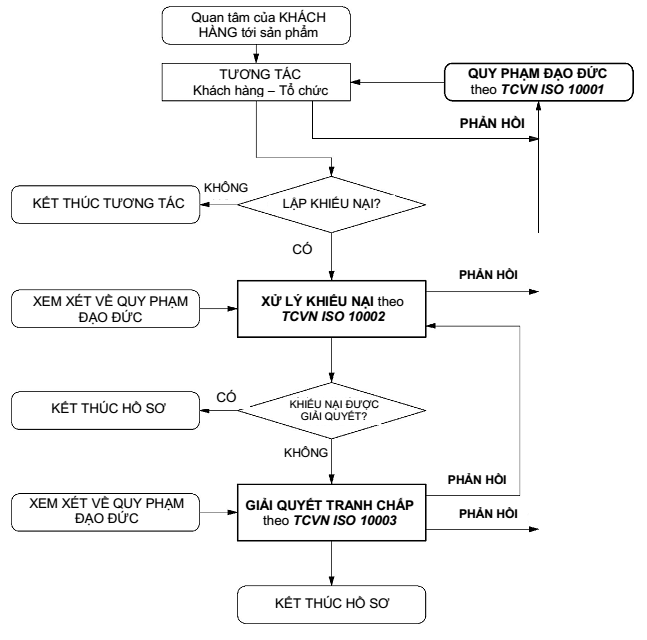 Quan tâm của KHÁCH
HÀNG tới sản phẩm
TƯƠNG TÁC
Khách hàng – Tổ chức
QUY PHẠM ĐẠO ĐỨC
theo TCVN ISO 10001
PHẢN HỒI
KẾT THÚC TƯƠNG TÁC
KHÔNG
LẬP KHIẾU NẠI?
CÓ
XEM XÉT VỀ QUY PHẠM
ĐẠO ĐỨC
XỬ LÝ KHIẾU NẠI theo
TCVN ISO 10002
PHẢN HỒI
KẾT THÚC HỒ SƠ
CÓ
KHIẾU NẠI ĐƯỢC
GIẢI QUYẾT?
KHÔNG
XEM XÉT VỀ QUY PHẠM
ĐẠO ĐỨC
GIẢI QUYẾT TRANH CHẤP
theo TCVN ISO 10003
PHẢN HỒI
PHẢN HỒI
KẾT THÚC HỒ SƠ